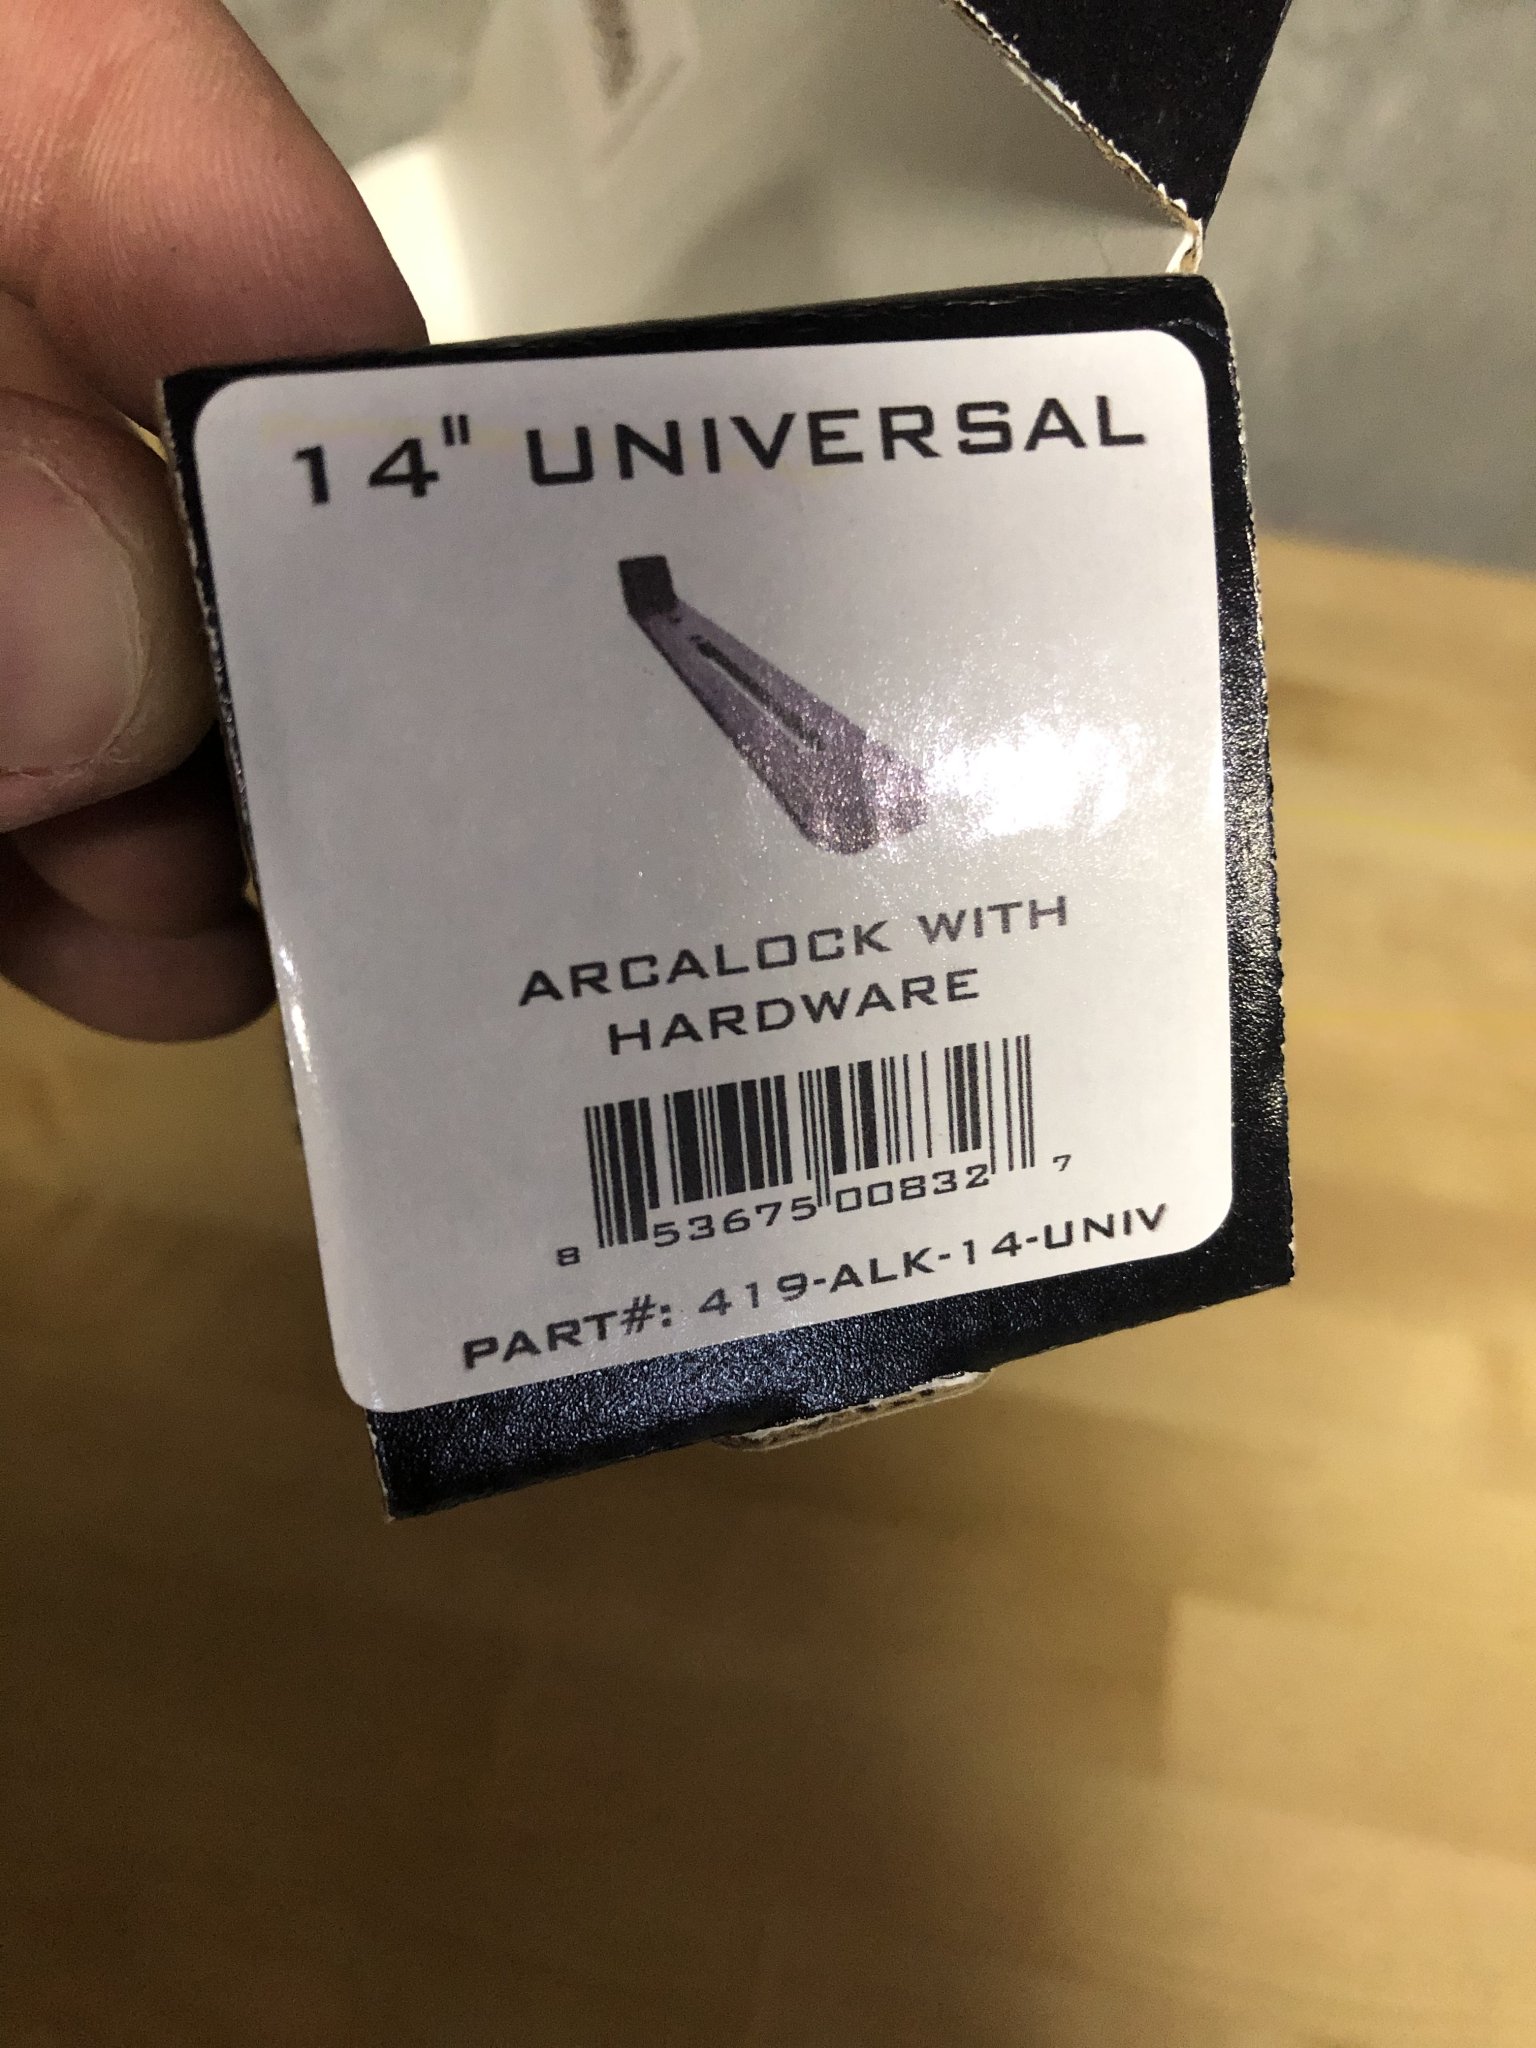 14" UNIVERSAL
ARCALOCK WITH
HARDWARE
8 53675 00832 7
PART#: 419-ALK-14-UNIV